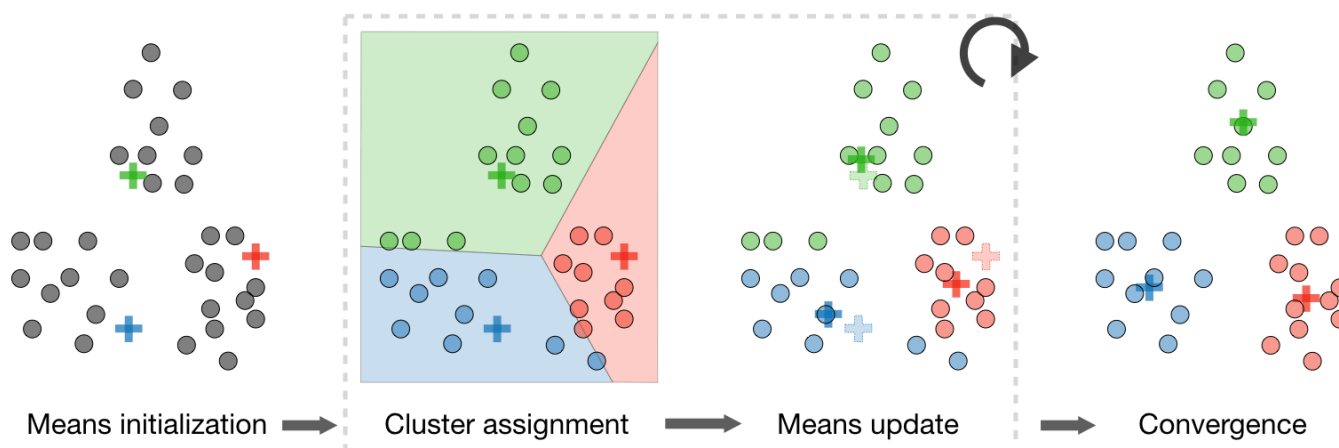 Means initialization
Cluster assignment
Means update
Convergence